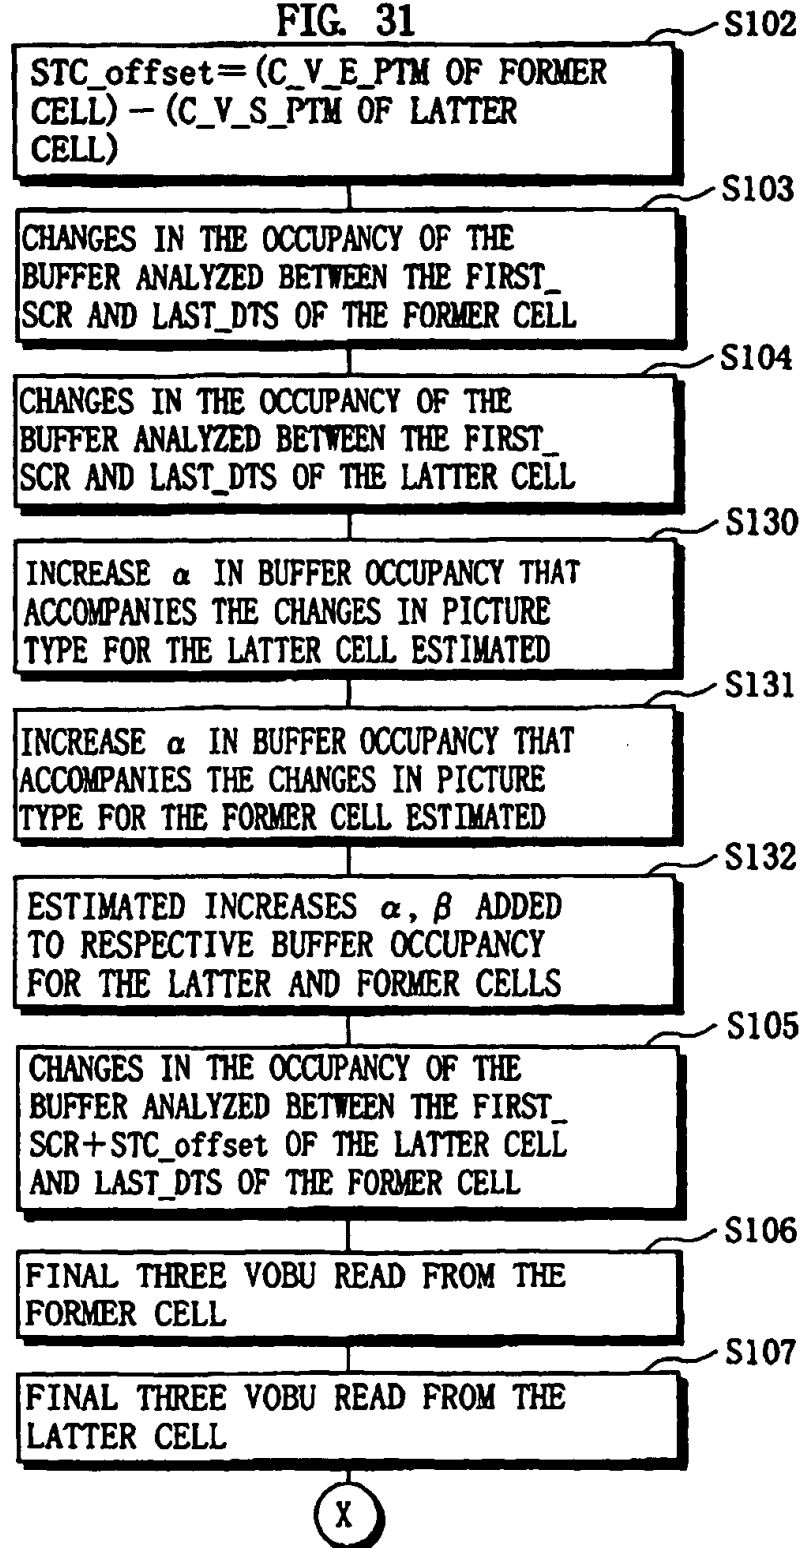 FIG. 31
S102
STC_offset=(C_V_E_PTM OF FORMER
CELL)-(C_V_S_PTM OF LATTER
CELL)
S103
CHANGES IN THE OCCUPANCY OF THE
BUFFER ANALYZED BETWEEN THE FIRST_
SCR AND LAST_DTS OF THE FORMER CELL
S104
CHANGES IN THE OCCUPANCY OF THE
BUFFER ANALYZED BETWEEN THE FIRST_
SCR AND LAST_DTS OF THE LATTER CELL
S130
INCREASE α IN BUFFER OCCUPANCY THAT
ACCOMPANIES THE CHANGES IN PICTURE
TYPE FOR THE LATTER CELL ESTIMATED
S131
INCREASE α IN BUFFER OCCUPANCY THAT
ACCOMPANIES THE CHANGES IN PICTURE
TYPE FOR THE FORMER CELL ESTIMATED
S132
ESTIMATED INCREASES α, β ADDED
TO RESPECTIVE BUFFER OCCUPANCY
FOR THE LATTER AND FORMER CELLS
S105
CHANGES IN THE OCCUPANCY OF THE
BUFFER ANALYZED BETWEEN THE FIRST_
SCR+STC_offset OF THE LATTER CELL
AND LAST_DTS OF THE FORMER CELL
S106
FINAL THREE VOBU READ FROM THE
FORMER CELL
S107
FINAL THREE VOBU READ FROM THE
LATTER CELL
X